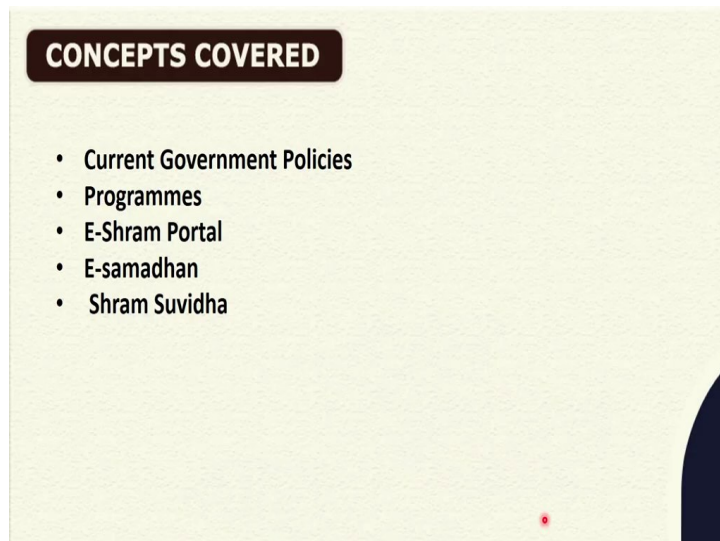 CONCEPTS COVERED
• Current Government Policies
• Programmes
• E-Shram Portal
• E-samadhan
• Shram Suvidha